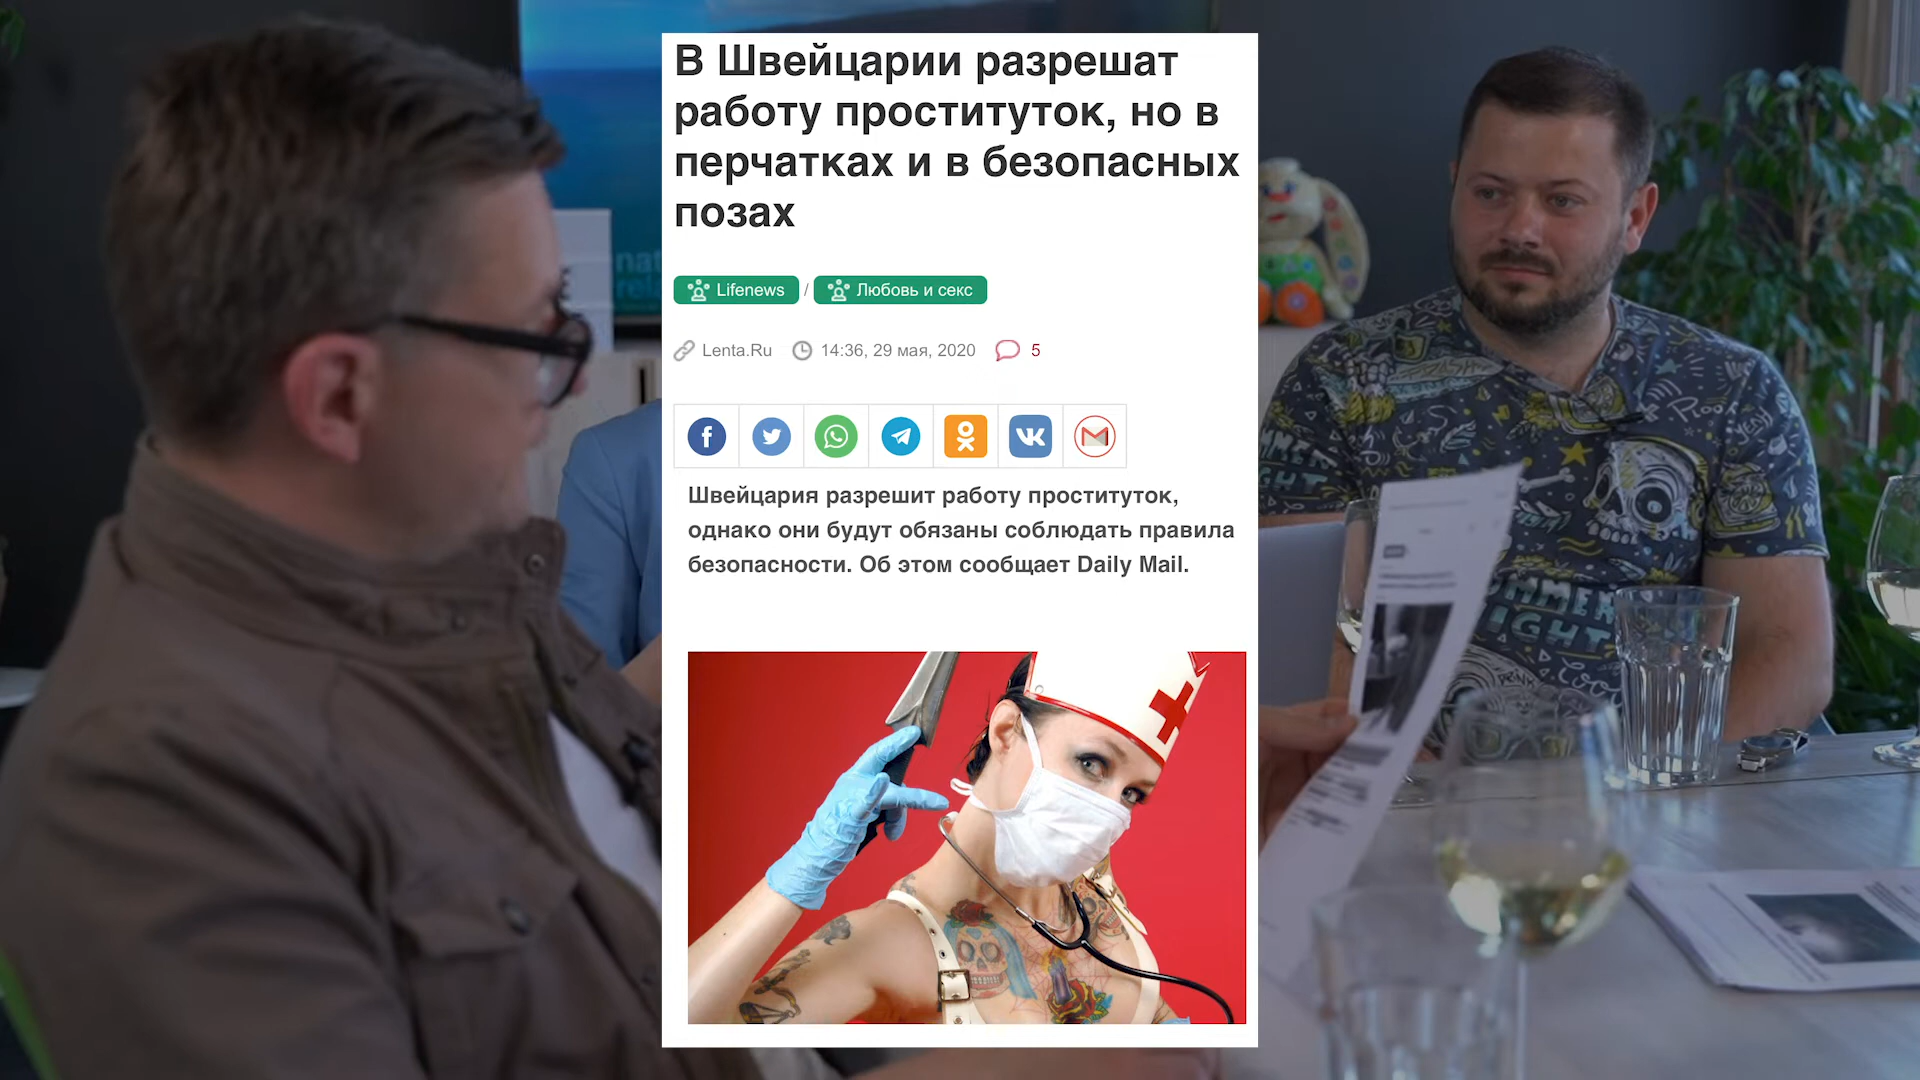 В Швейцарии разрешат
работу проституток, но в
перчатках и в безопасных
позах
Lifenews / Любовь и секс
Lenta.Ru 14:36, 29 мая, 2020 5
Швейцария разрешит работу проституток,
однако они будут обязаны соблюдать правила
безопасности. Об этом сообщает Daily Mail.